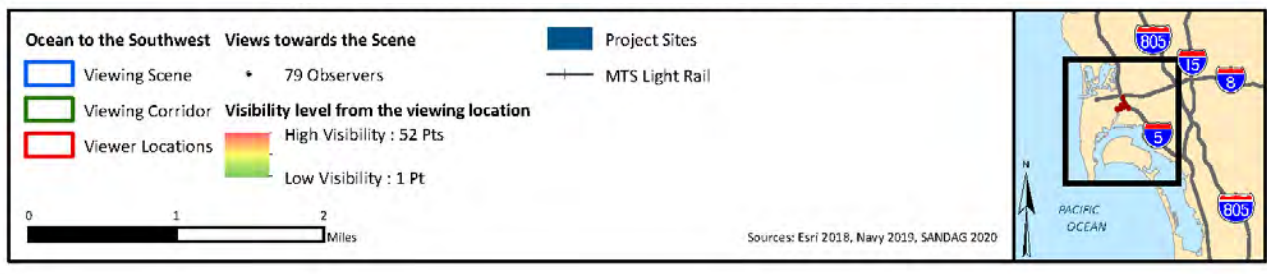 Ocean to the Southwest
Viewing Scene
Viewing Corridor
Viewer Locations
Views towards the Scene
79 Observers
Visibility level from the viewing location
High Visibility : 52 Pts
Low Visibility : 1 Pt
Project Sites
MTS Light Rail
0 1 2
Miles
Sources: Esri 2018, Navy 2019, SANDAG 2020
805
15
8
5
N
805
PACIFIC
OCEAN